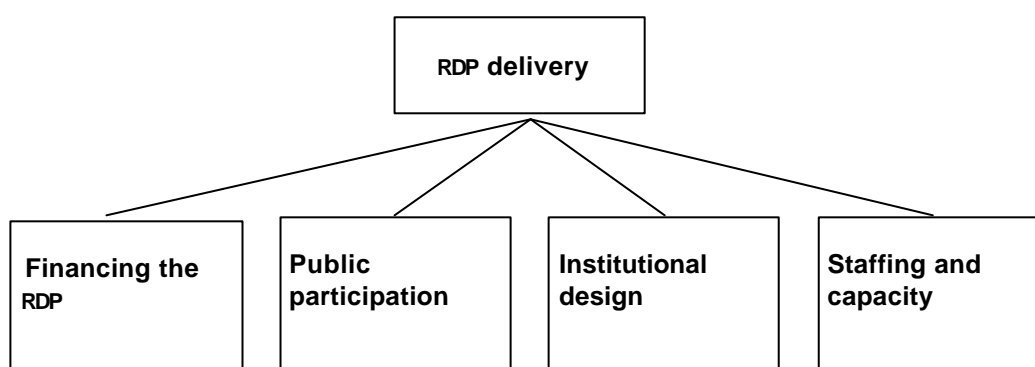 RDP delivery
Financing the
RDP
Public
participation
Institutional
design
Staffing and
capacity